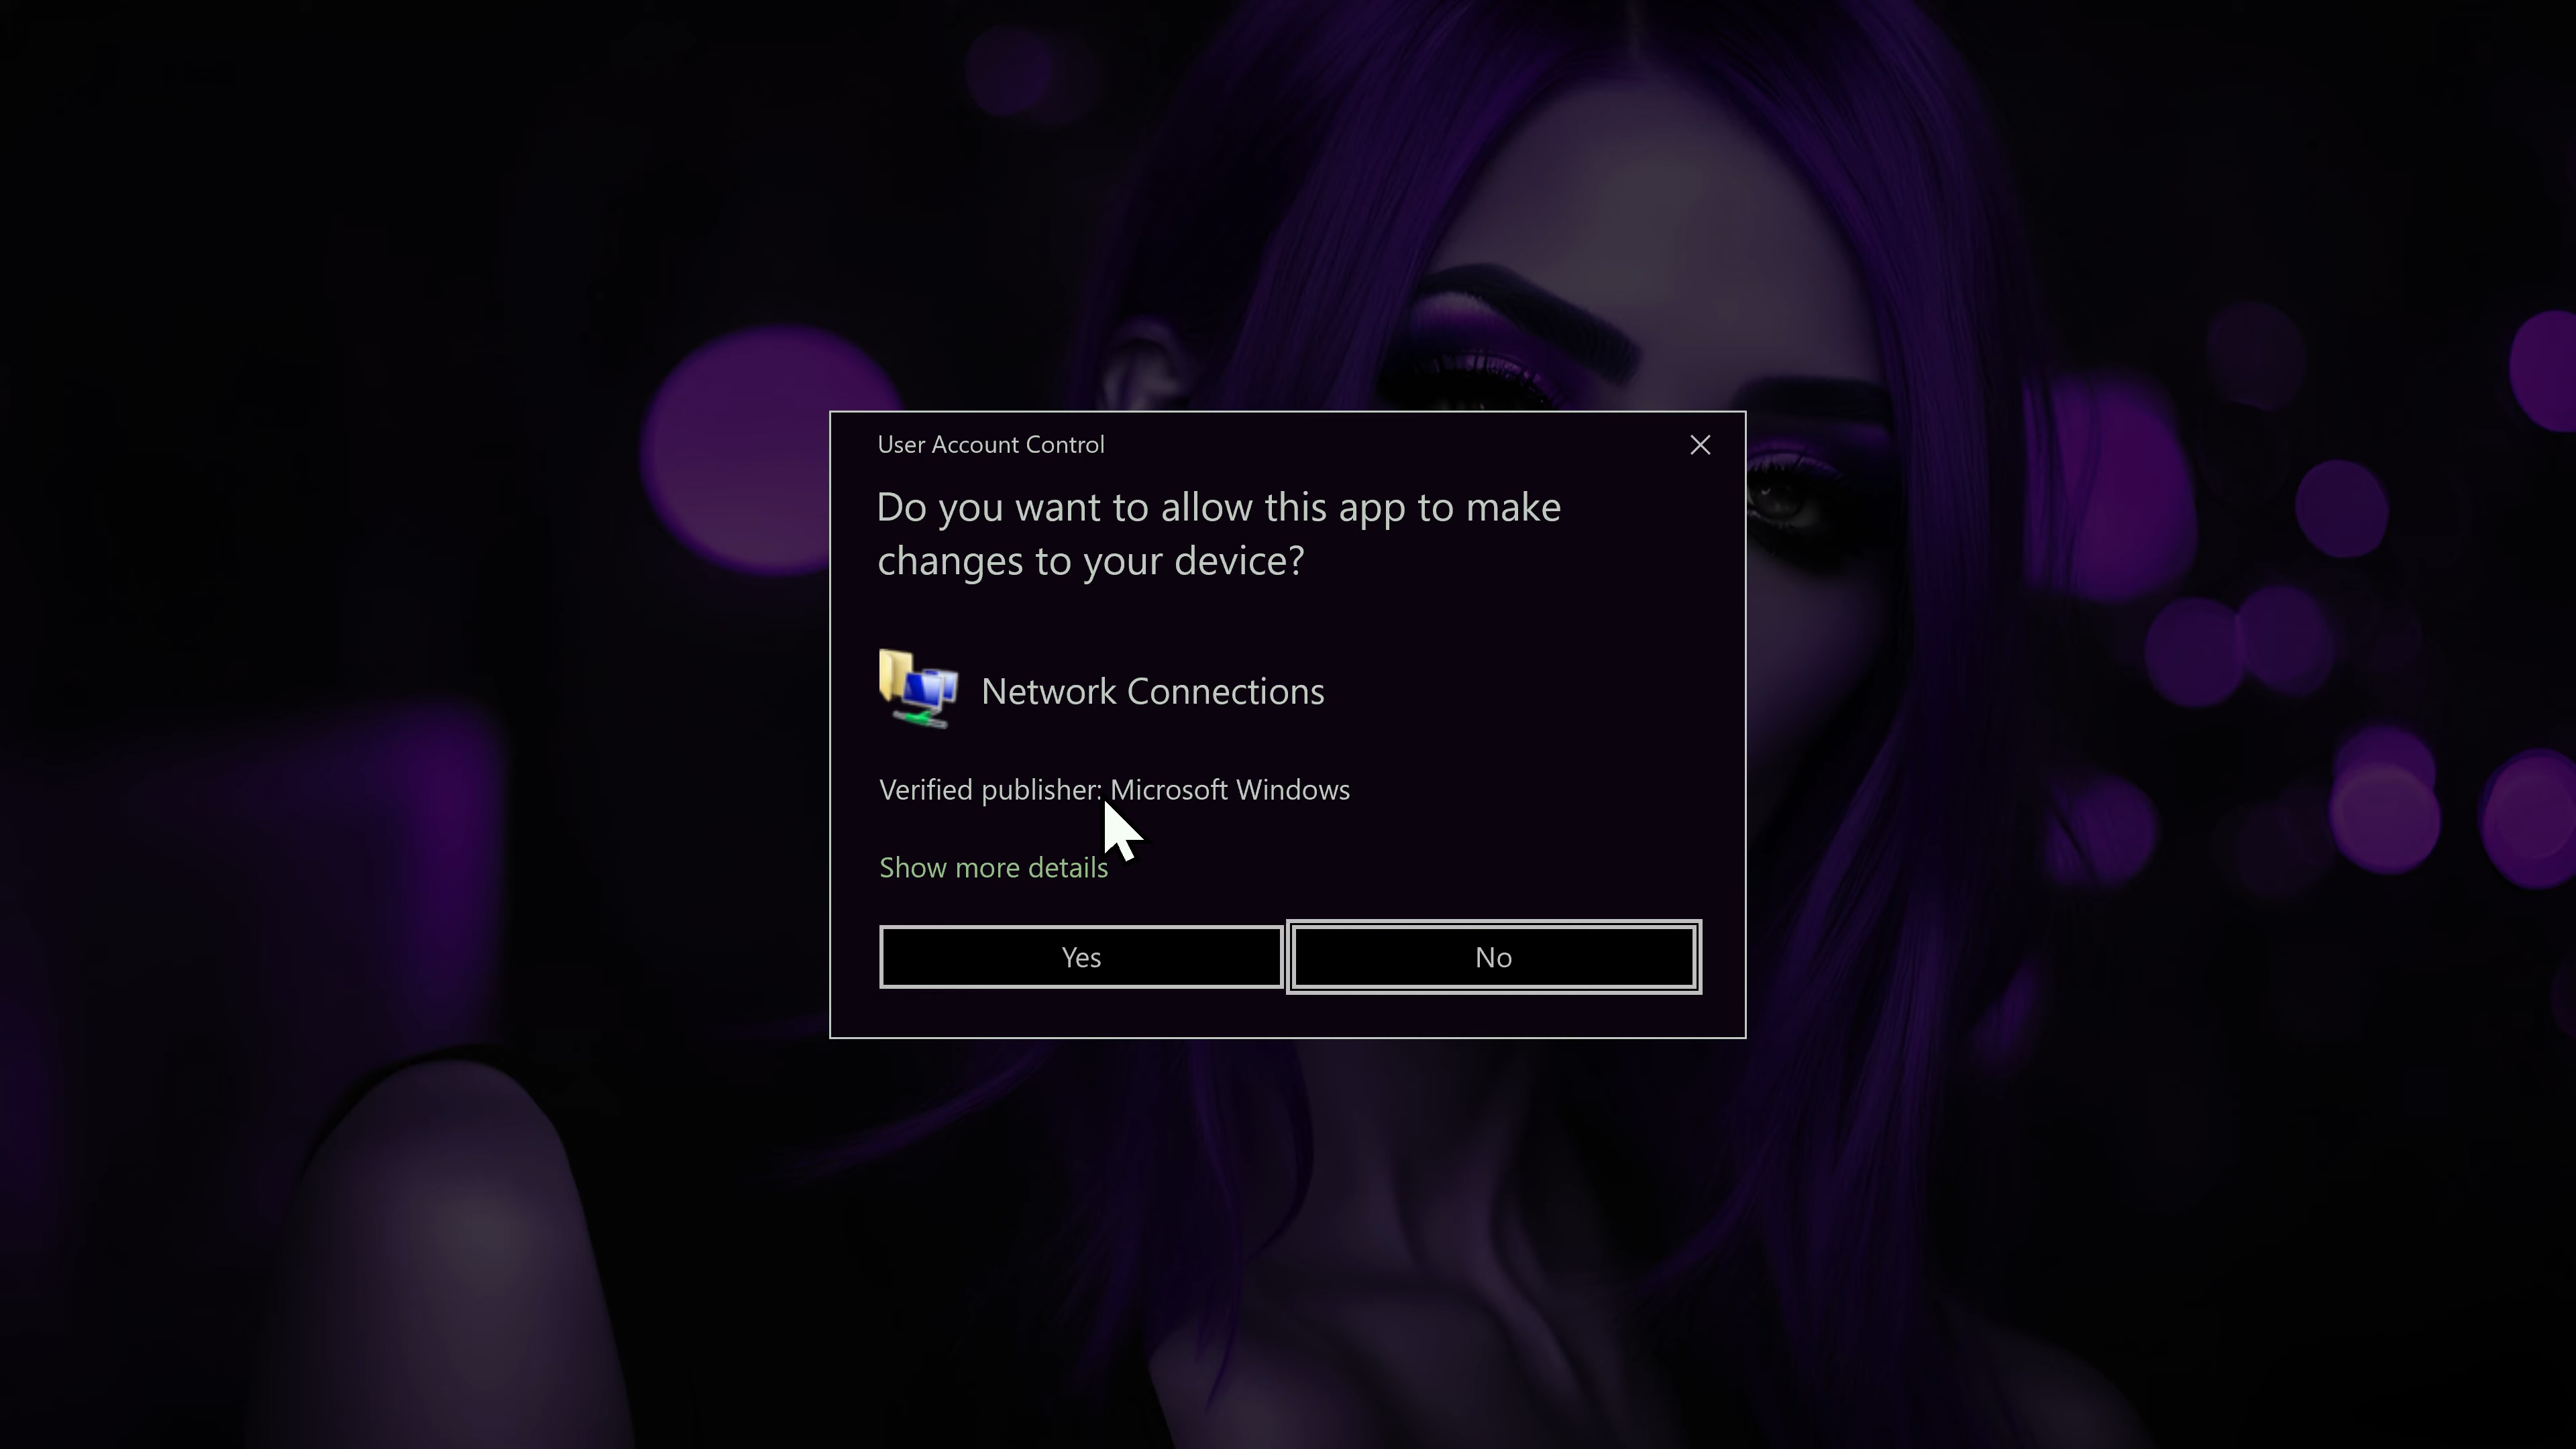 User Account Control
Do you want to allow this app to make
changes to your device?
Network Connections
Verified publisher: Microsoft Windows
Show more details
Yes
No